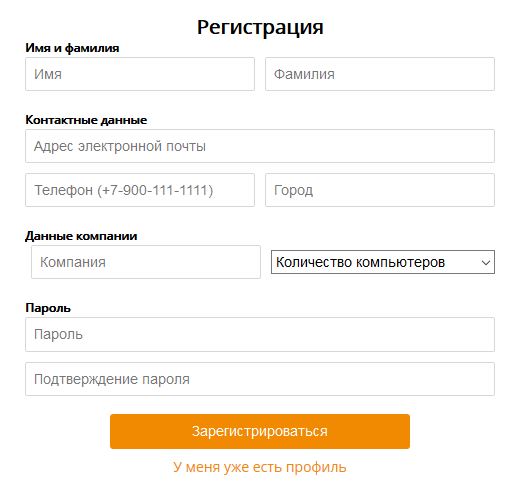 Регистрация
Имя и фамилия
Имя Фамилия
Контактные данные
Адрес электронной почты
Телефон (+7-900-111-1111) Город
Данные компании
Компания Количество компьютеров
Пароль
Пароль
Подтверждение пароля
Зарегистрироваться
У меня уже есть профиль